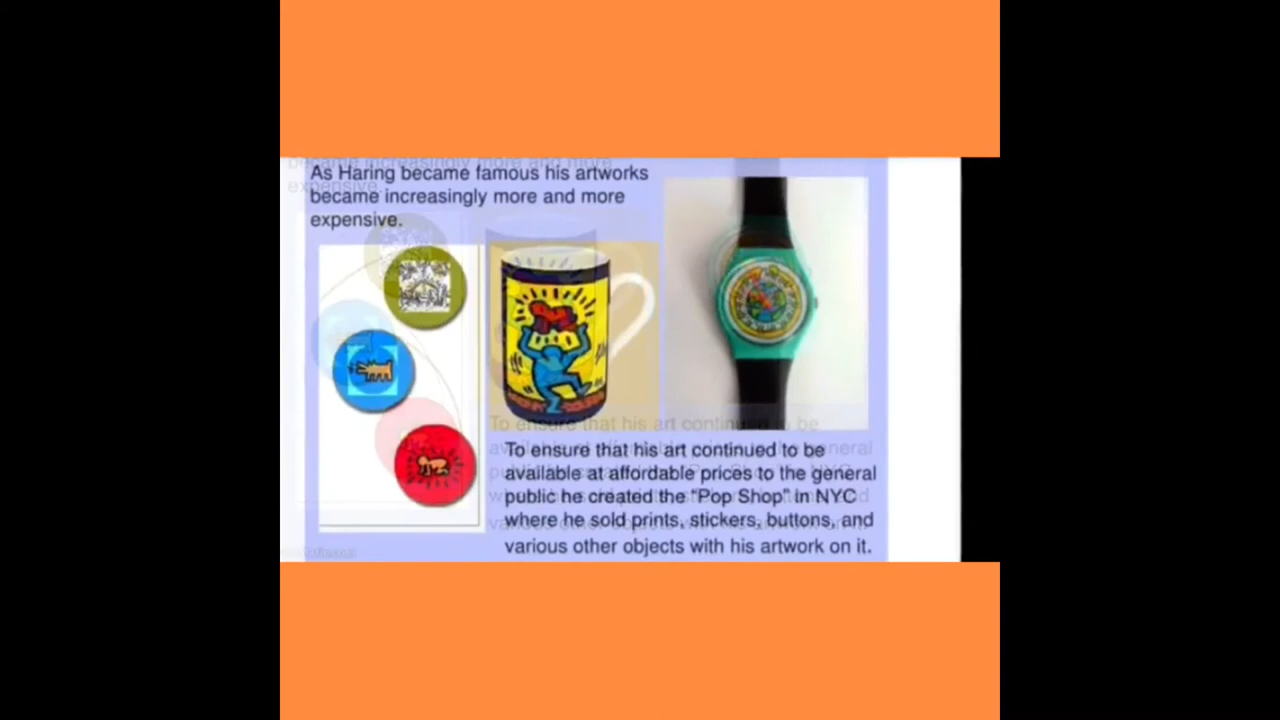 As Haring became famous his artworks
became increasingly more and more
expensive.
To ensure that his art continued to be
available at affordable prices to the general
public he created the "Pop Shop" in NYC
where he sold prints, stickers, buttons, and
various other objects with his artwork on it.